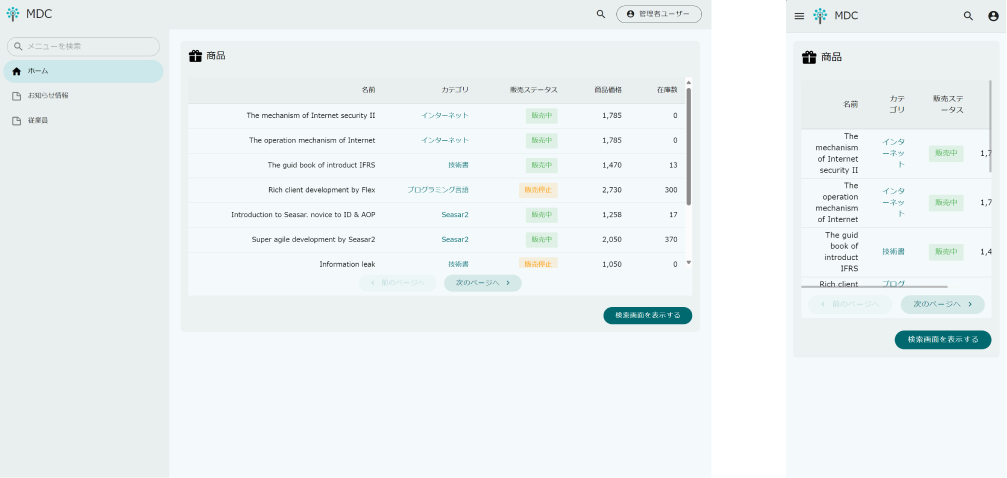 MDC
管理者ユーザー
メニューを検索
ホーム
お知らせ情報
従業員
商品
名前 カテゴリ 販売ステータス 商品価格 在庫数
The mechanism of Internet security II インターネット 販売中 1,785 0
The operation mechanism of Internet インターネット 販売中 1,785 0
The guid book of introduct IFRS 技術書 販売中 1,470 13
Rich client development by Flex プログラミング言語 販売停止 2,730 300
Introduction to Seasar. novice to ID & AOP Seasar2 販売中 1,258 17
Super agile development by Seasar2 Seasar2 販売中 2,050 370
Information leak 技術書 販売停止 1,050 0
前のページへ 次のページへ
検索画面を表示する
MDC
商品
名前 カテ 販売ステ
ゴリ ータス
The
mechanism インタ
of Internet ーネッ 販売中 1,7
security II ト
The
operation インタ
mechanism ーネッ 販売中 1,7
of Internet ト
The guid
book of
introduct 技術書 販売中 1,4
IFRS
Rich client プログ
前のページへ 次のページへ
検索画面を表示する